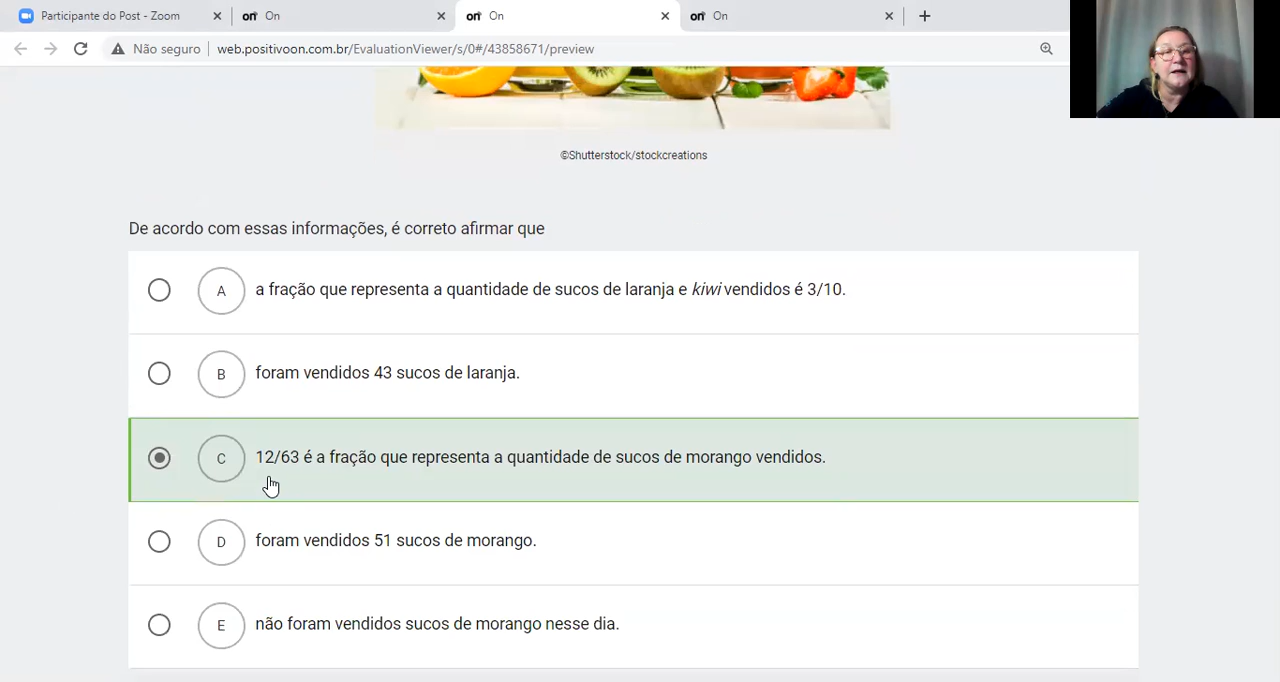 Participante do Post - Zoom
on On
on On
on On
Não seguro
web.positivoon.com.br/EvaluationViewer/s/0#/43858671/preview
©Shutterstock/stockcreations
De acordo com essas informações, é correto afirmar que
A a fração que representa a quantidade de sucos de laranja e kiwi vendidos é 3/10.
B foram vendidos 43 sucos de laranja.
C 12/63 é a fração que representa a quantidade de sucos de morango vendidos.
D foram vendidos 51 sucos de morango.
E não foram vendidos sucos de morango nesse dia.